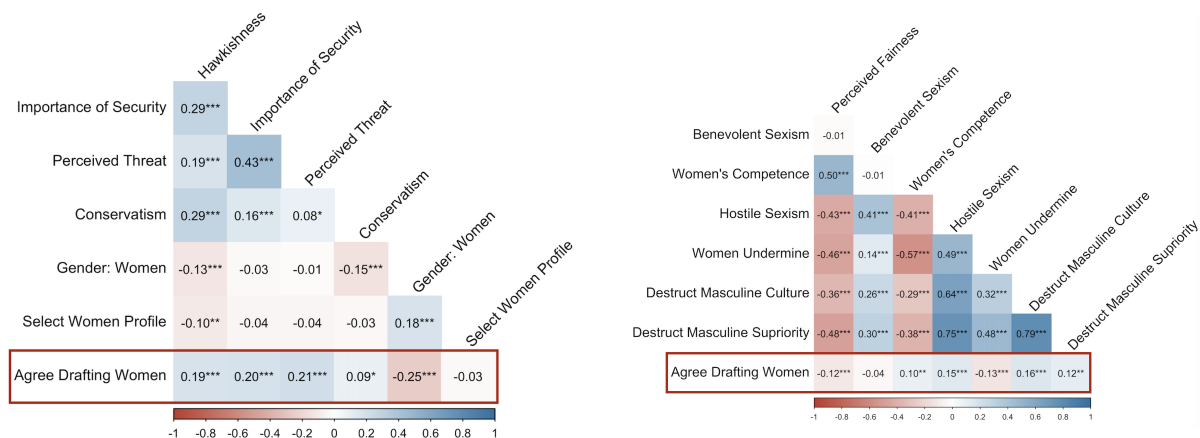 Hawkishness
Importance of Security
Perceived Threat
Conservatism
Gender: Women
Select Women Profile
Importance of Security 0.29***
Perceived Threat 0.19*** 0.43***
Conservatism 0.29*** 0.16*** 0.08*
Gender: Women -0.13*** -0.03 -0.01 -0.15***
Select Women Profile -0.10** -0.04 -0.04 -0.03 0.18***
Agree Drafting Women 0.19*** 0.20*** 0.21*** 0.09* -0.25*** -0.03
-1 -0.8 -0.6 -0.4 -0.2 0 0.2 0.4 0.6 0.8 1
Perceived Fairness
Benevolent Sexism
Women's Competence
Hostile Sexism
Women Undermine
Destruct Masculine Culture
Destruct Masculine Supriority
Benevolent Sexism -0.01
Women's Competence 0.50*** -0.01
Hostile Sexism -0.43*** 0.41*** -0.41***
Women Undermine -0.46*** 0.14*** -0.57*** 0.49***
Destruct Masculine Culture -0.36*** 0.26*** -0.29*** 0.64*** 0.32***
Destruct Masculine Supriority -0.48*** 0.30*** -0.38*** 0.75*** 0.48*** 0.79***
Agree Drafting Women -0.12*** -0.04 0.10** 0.15*** -0.13*** 0.16*** 0.12**
-1 -0.8 -0.6 -0.4 -0.2 0 0.2 0.4 0.6 0.8 1